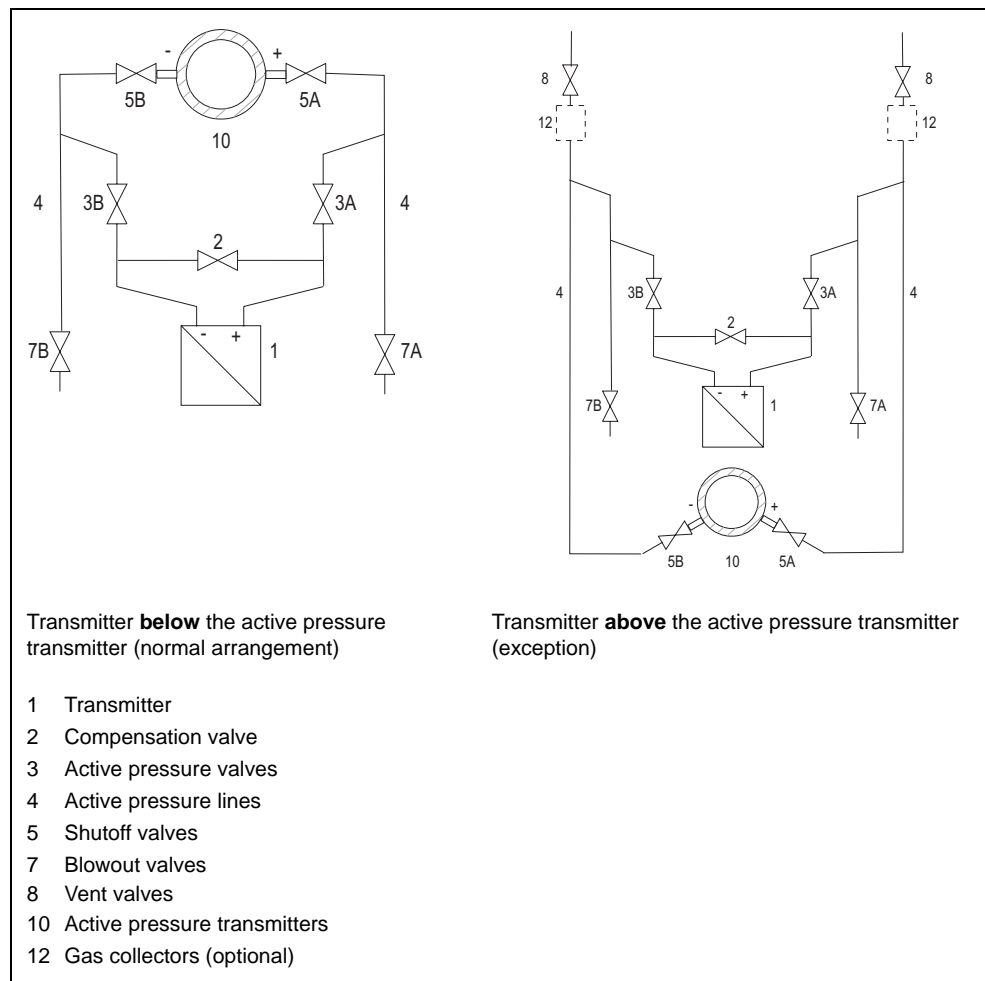 - +
5B 5A
10
4 3B 3A 4
2
- +
7B 1 7A
8 8
12 12
4 3B 3A 4
2
- +
7B 1 7A
- +
5B 10 5A
Transmitter below the active pressure
transmitter (normal arrangement)
Transmitter above the active pressure transmitter
(exception)
1 Transmitter
2 Compensation valve
3 Active pressure valves
4 Active pressure lines
5 Shutoff valves
7 Blowout valves
8 Vent valves
10 Active pressure transmitters
12 Gas collectors (optional)